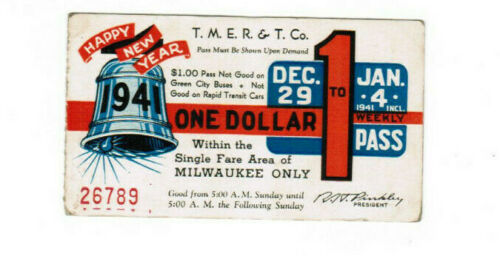 HAPPY
NEW
YEAR
1941
T. M. E. R. & T. Co.
Pass Must Be Shown Upon Demand
$1.00 Pass Not Good on
Green City Buses + Not
Good on Rapid Transit Cars
DEC.
29
1
TO
JAN.
4
1941 INCL.
ONE DOLLAR
WEEKLY
PASS
Within the
Single Fare Area of
MILWAUKEE ONLY
26789
Good from 5:00 A. M. Sunday until
5:00 A. M. the Following Sunday
PRESIDENT